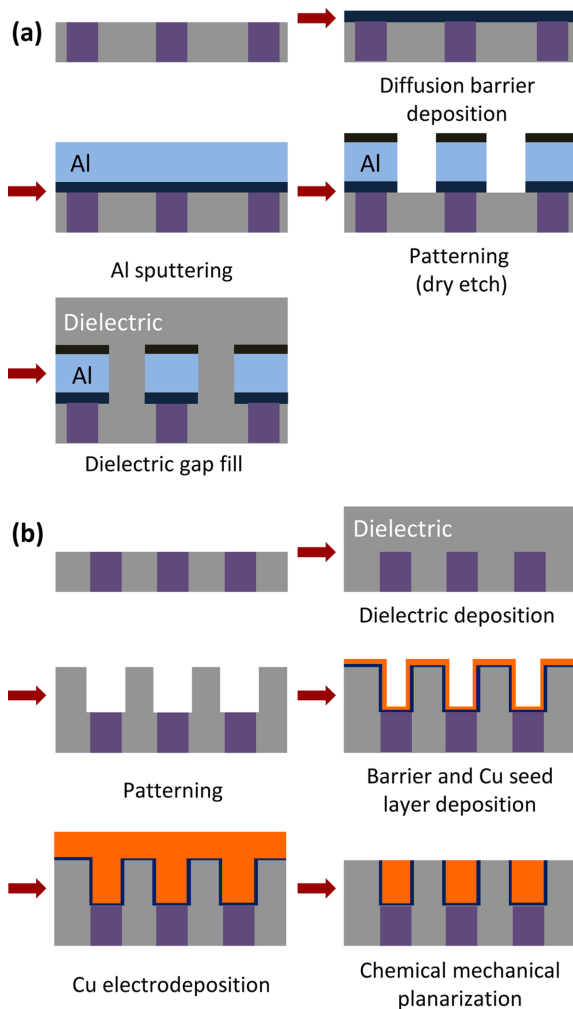 (a)
Diffusion barrier
deposition
Al
Al sputtering
Al
Patterning
(dry etch)
Dielectric
Al
Dielectric gap fill
(b)
Dielectric
Dielectric deposition
Patterning
Barrier and Cu seed
layer deposition
Cu electrodeposition
Chemical mechanical
planarization